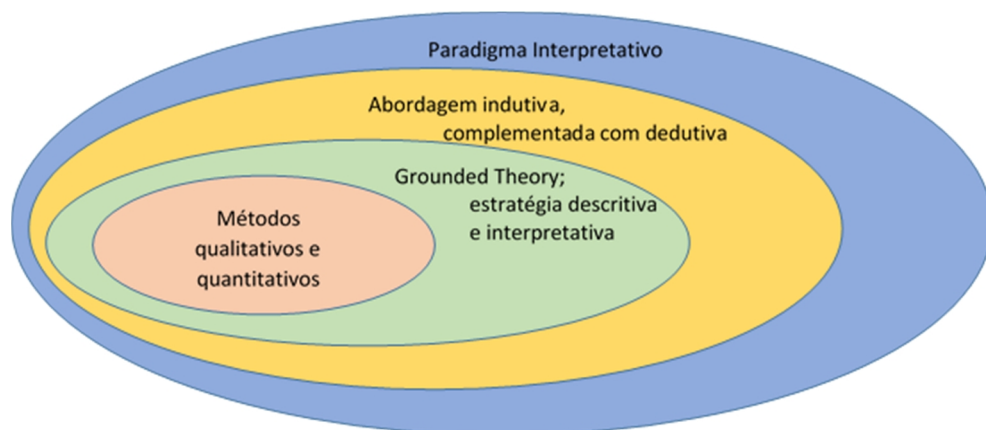 Paradigma Interpretativo
Abordagem indutiva,
complementada com dedutiva
Grounded Theory;
estratégia descritiva
e interpretativa
Métodos
qualitativos e
quantitativos